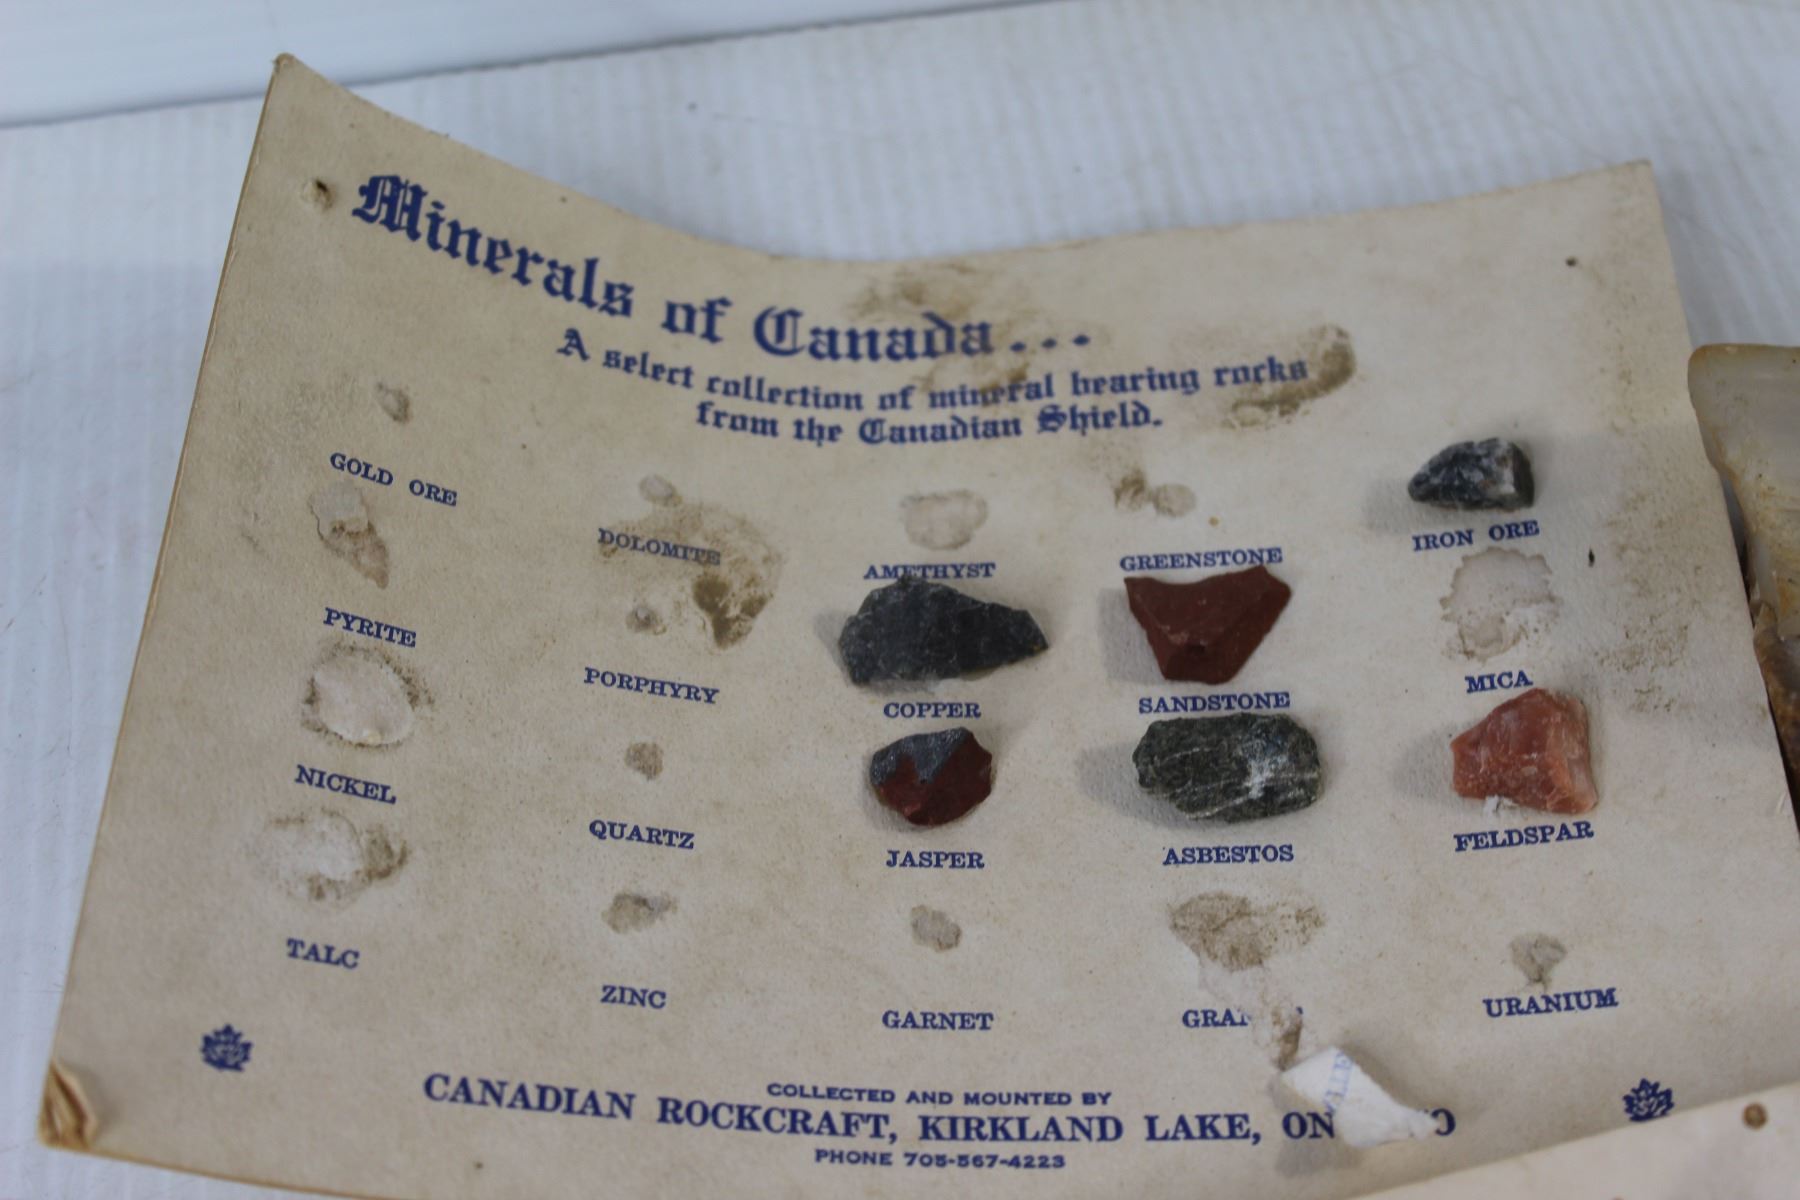 Minerals of Canada...
A select collection of mineral bearing rocks
from the Canadian Shield.
GOLD ORE
DOLOMITE
AMETHYST
GREENSTONE
IRON ORE
PYRITE
PORPHYRY
COPPER
SANDSTONE
MICA
NICKEL
QUARTZ
JASPER
ASBESTOS
FELDSPAR
TALC
ZINC
GARNET
URANIUM
COLLECTED AND MOUNTED BY
CANADIAN ROCKCRAFT, KIRKLAND LAKE,
PHONE 705-567-4223